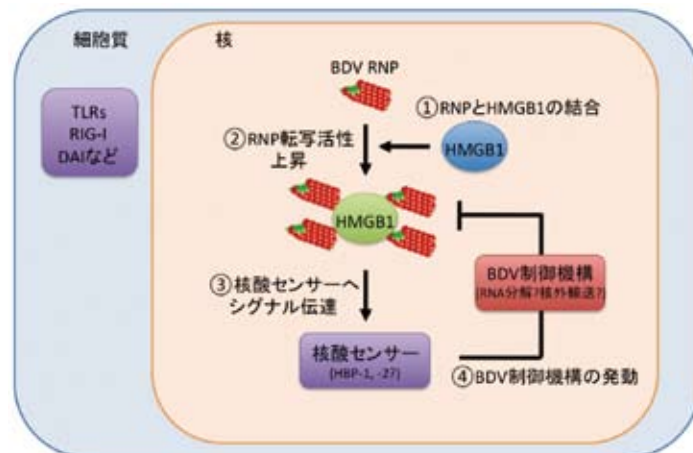 細胞質
核
BDV RNP
TLRs
RIG-I
DAIなど
①RNPとHMGB1の結合
HMGB1
②RNP転写活性
上昇
HMGB1
③核酸センサーへ
シグナル伝達
BDV制御機構
(RNA分解?核外輸送?)
核酸センサー
(HBP-1, -2?)
④BDV制御機構の発動